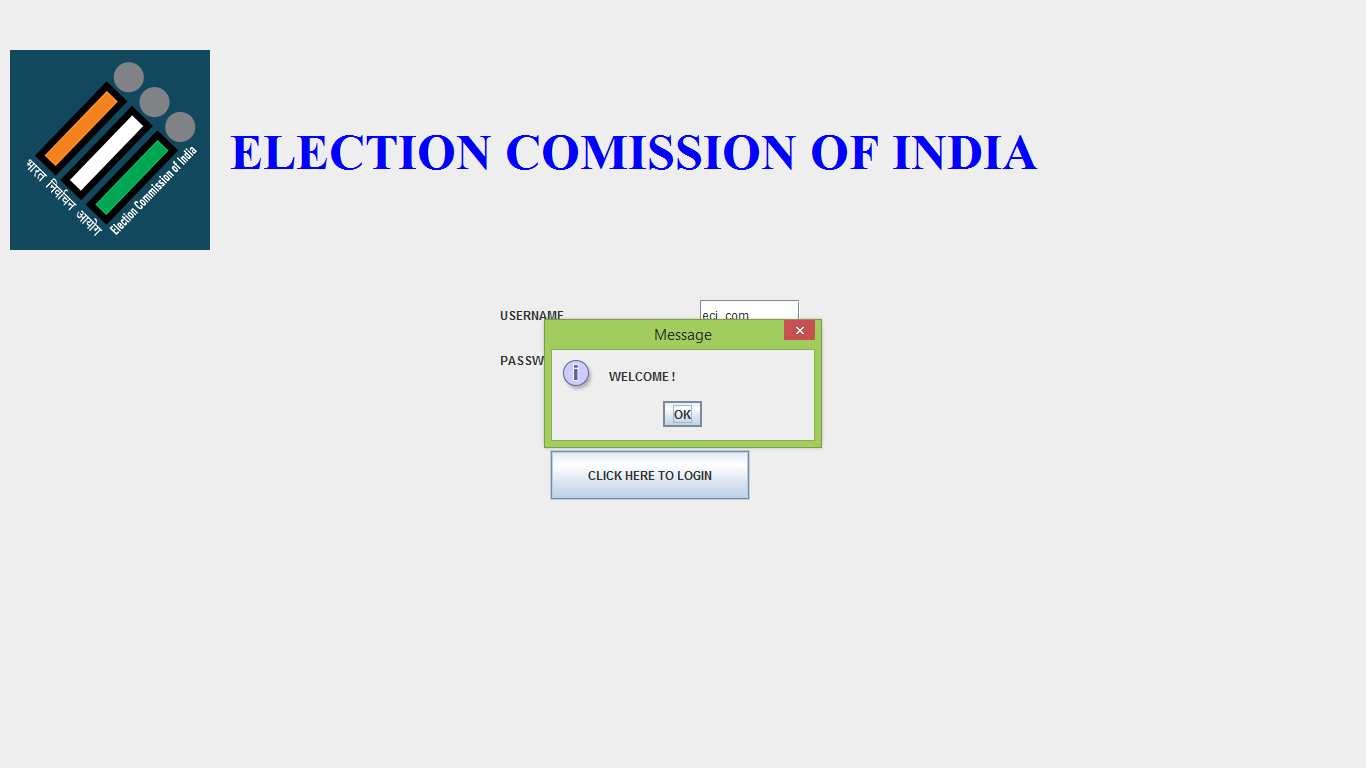 भारत निर्वाचन आयोग
Election Commission of India
ELECTION COMISSION OF INDIA
USERNAME
eci_com
Message
PASSW
WELCOME !
OK
CLICK HERE TO LOGIN